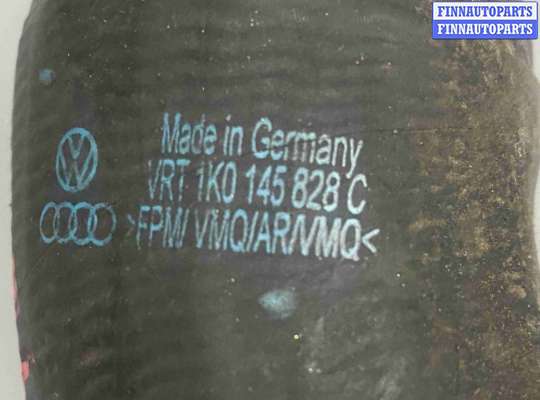 FINNAUTOPARTS
FINNAUTOPARTS
Made in Germany
VRT 1K0 145 828 C
>FPM/VMQ/AR/VMQ<